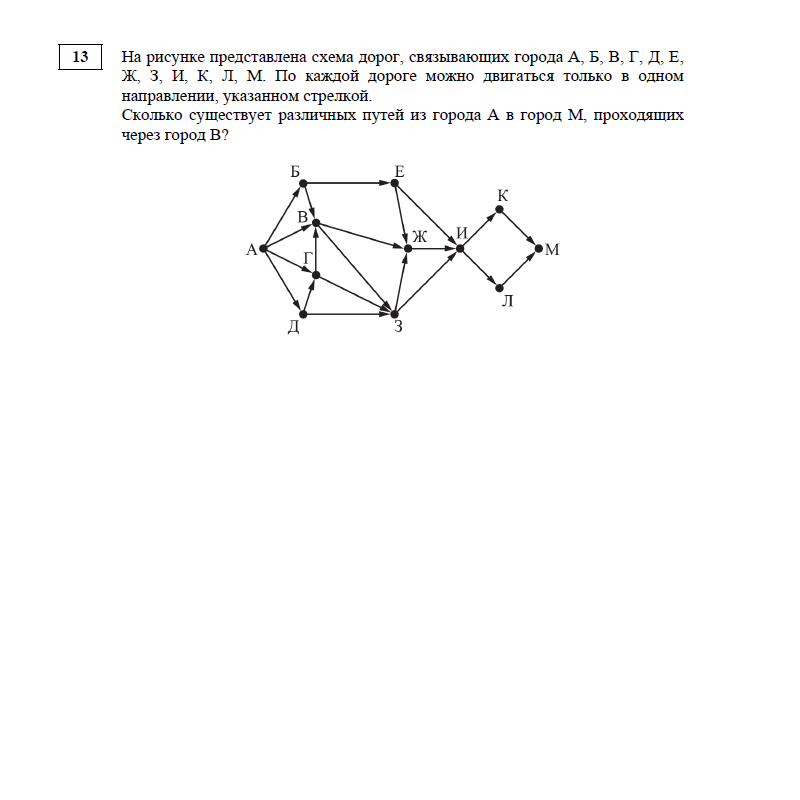 13
На рисунке представлена схема дорог, связывающих города А, Б, В, Г, Д, Е,
Ж, З, И, К, Л, М. По каждой дороге можно двигаться только в одном
направлении, указанном стрелкой.
Сколько существует различных путей из города А в город М, проходящих
через город В?
Б
Е
К
В
Ж
И
А
М
Г
Л
Д
З